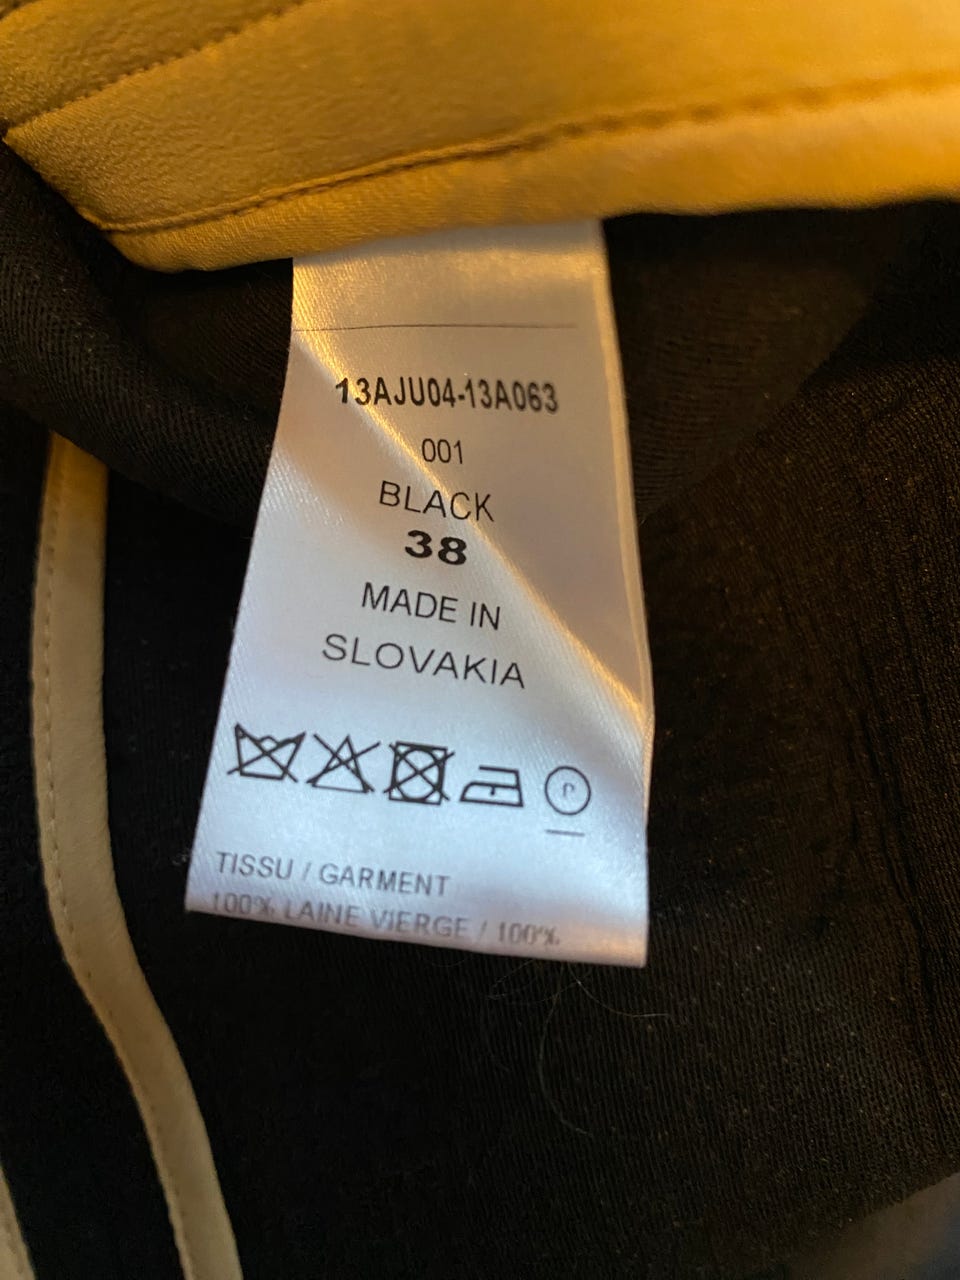 13AJU04-13A063
001
BLACK
38
MADE IN
SLOVAKIA
P
TISSU / GARMENT
100% LAINE VIERGE / 100%